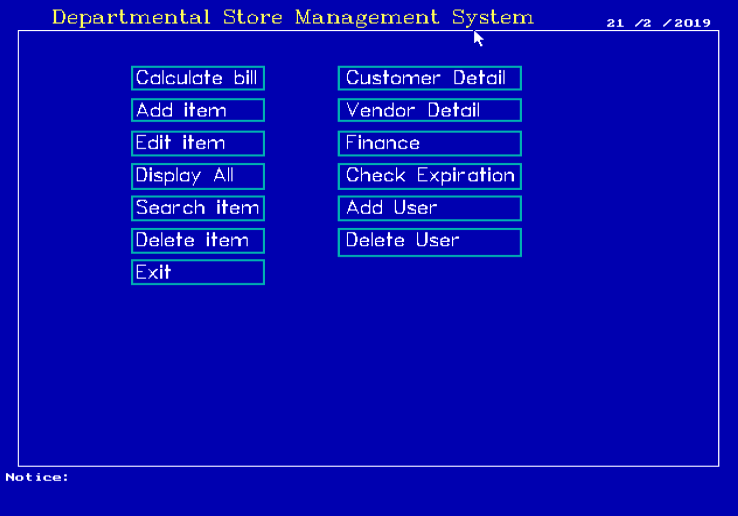 Departmental Store Management System
21 /2 /2019
Calculate bill
Customer Detail
Add item
Vendor Detail
Edit item
Finance
Display All
Check Expiration
Search item
Add User
Delete item
Delete User
Exit
Notice: